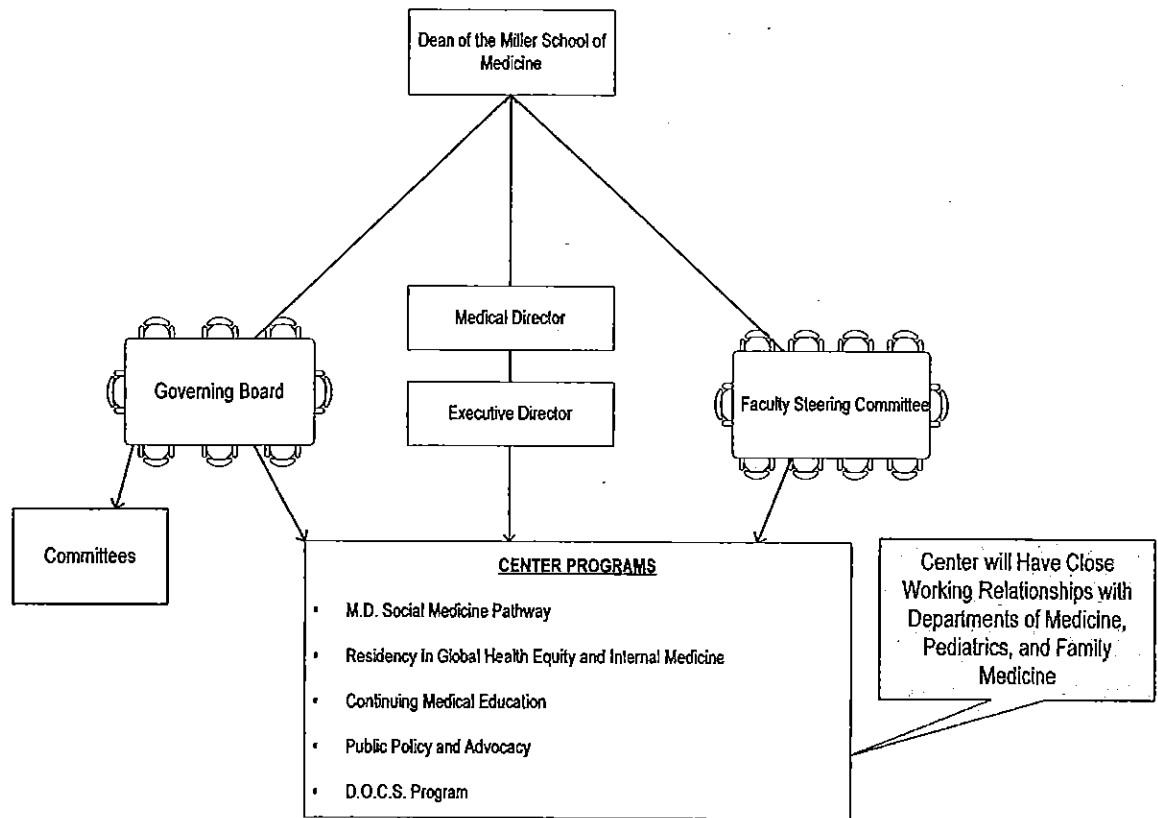 Dean of the Miller School of
Medicine
Medical Director
Governing Board
Executive Director
Faculty Steering Committee
Committees
CENTER PROGRAMS
• M.D. Social Medicine Pathway
• Residency in Global Health Equity and Internal Medicine
• Continuing Medical Education
• Public Policy and Advocacy
• D.O.C.S. Program
Center will Have Close
Working Relationships with
Departments of Medicine,
Pediatrics, and Family
Medicine